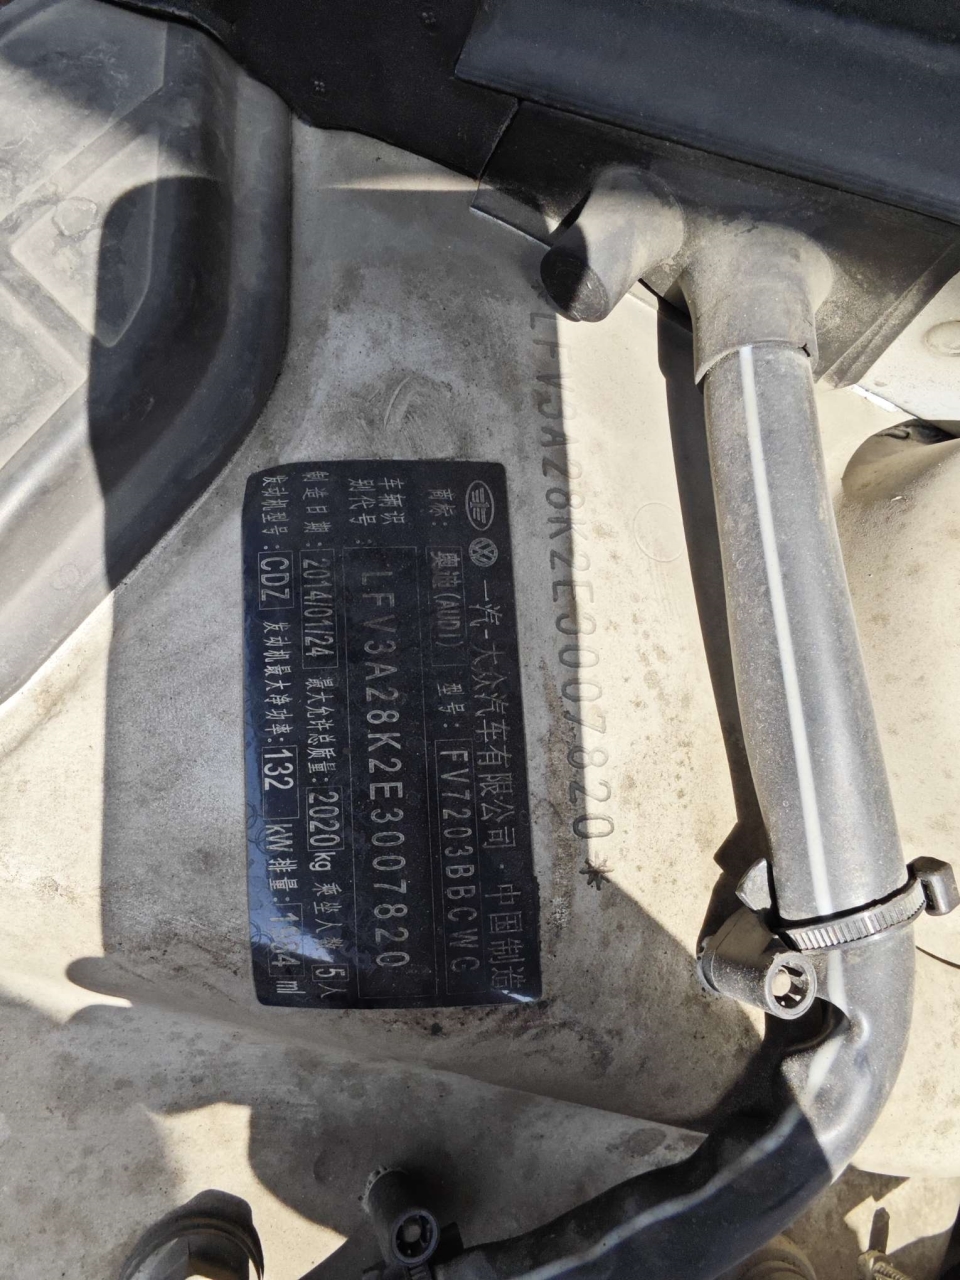 LFV3A28K2E3007820*
一汽-大众汽车有限公司·中国制造
商标: 奥迪(AUDI) 型号: FV7203BBCWG
车辆识别代号: LFV3A28K2E3007820
制造日期: 2014/01/24 最大允许总质量: 2020kg 乘坐人数 5人
发动机型号: CDZ 发动机最大净功率: 132 kW 排量: 1984 ml